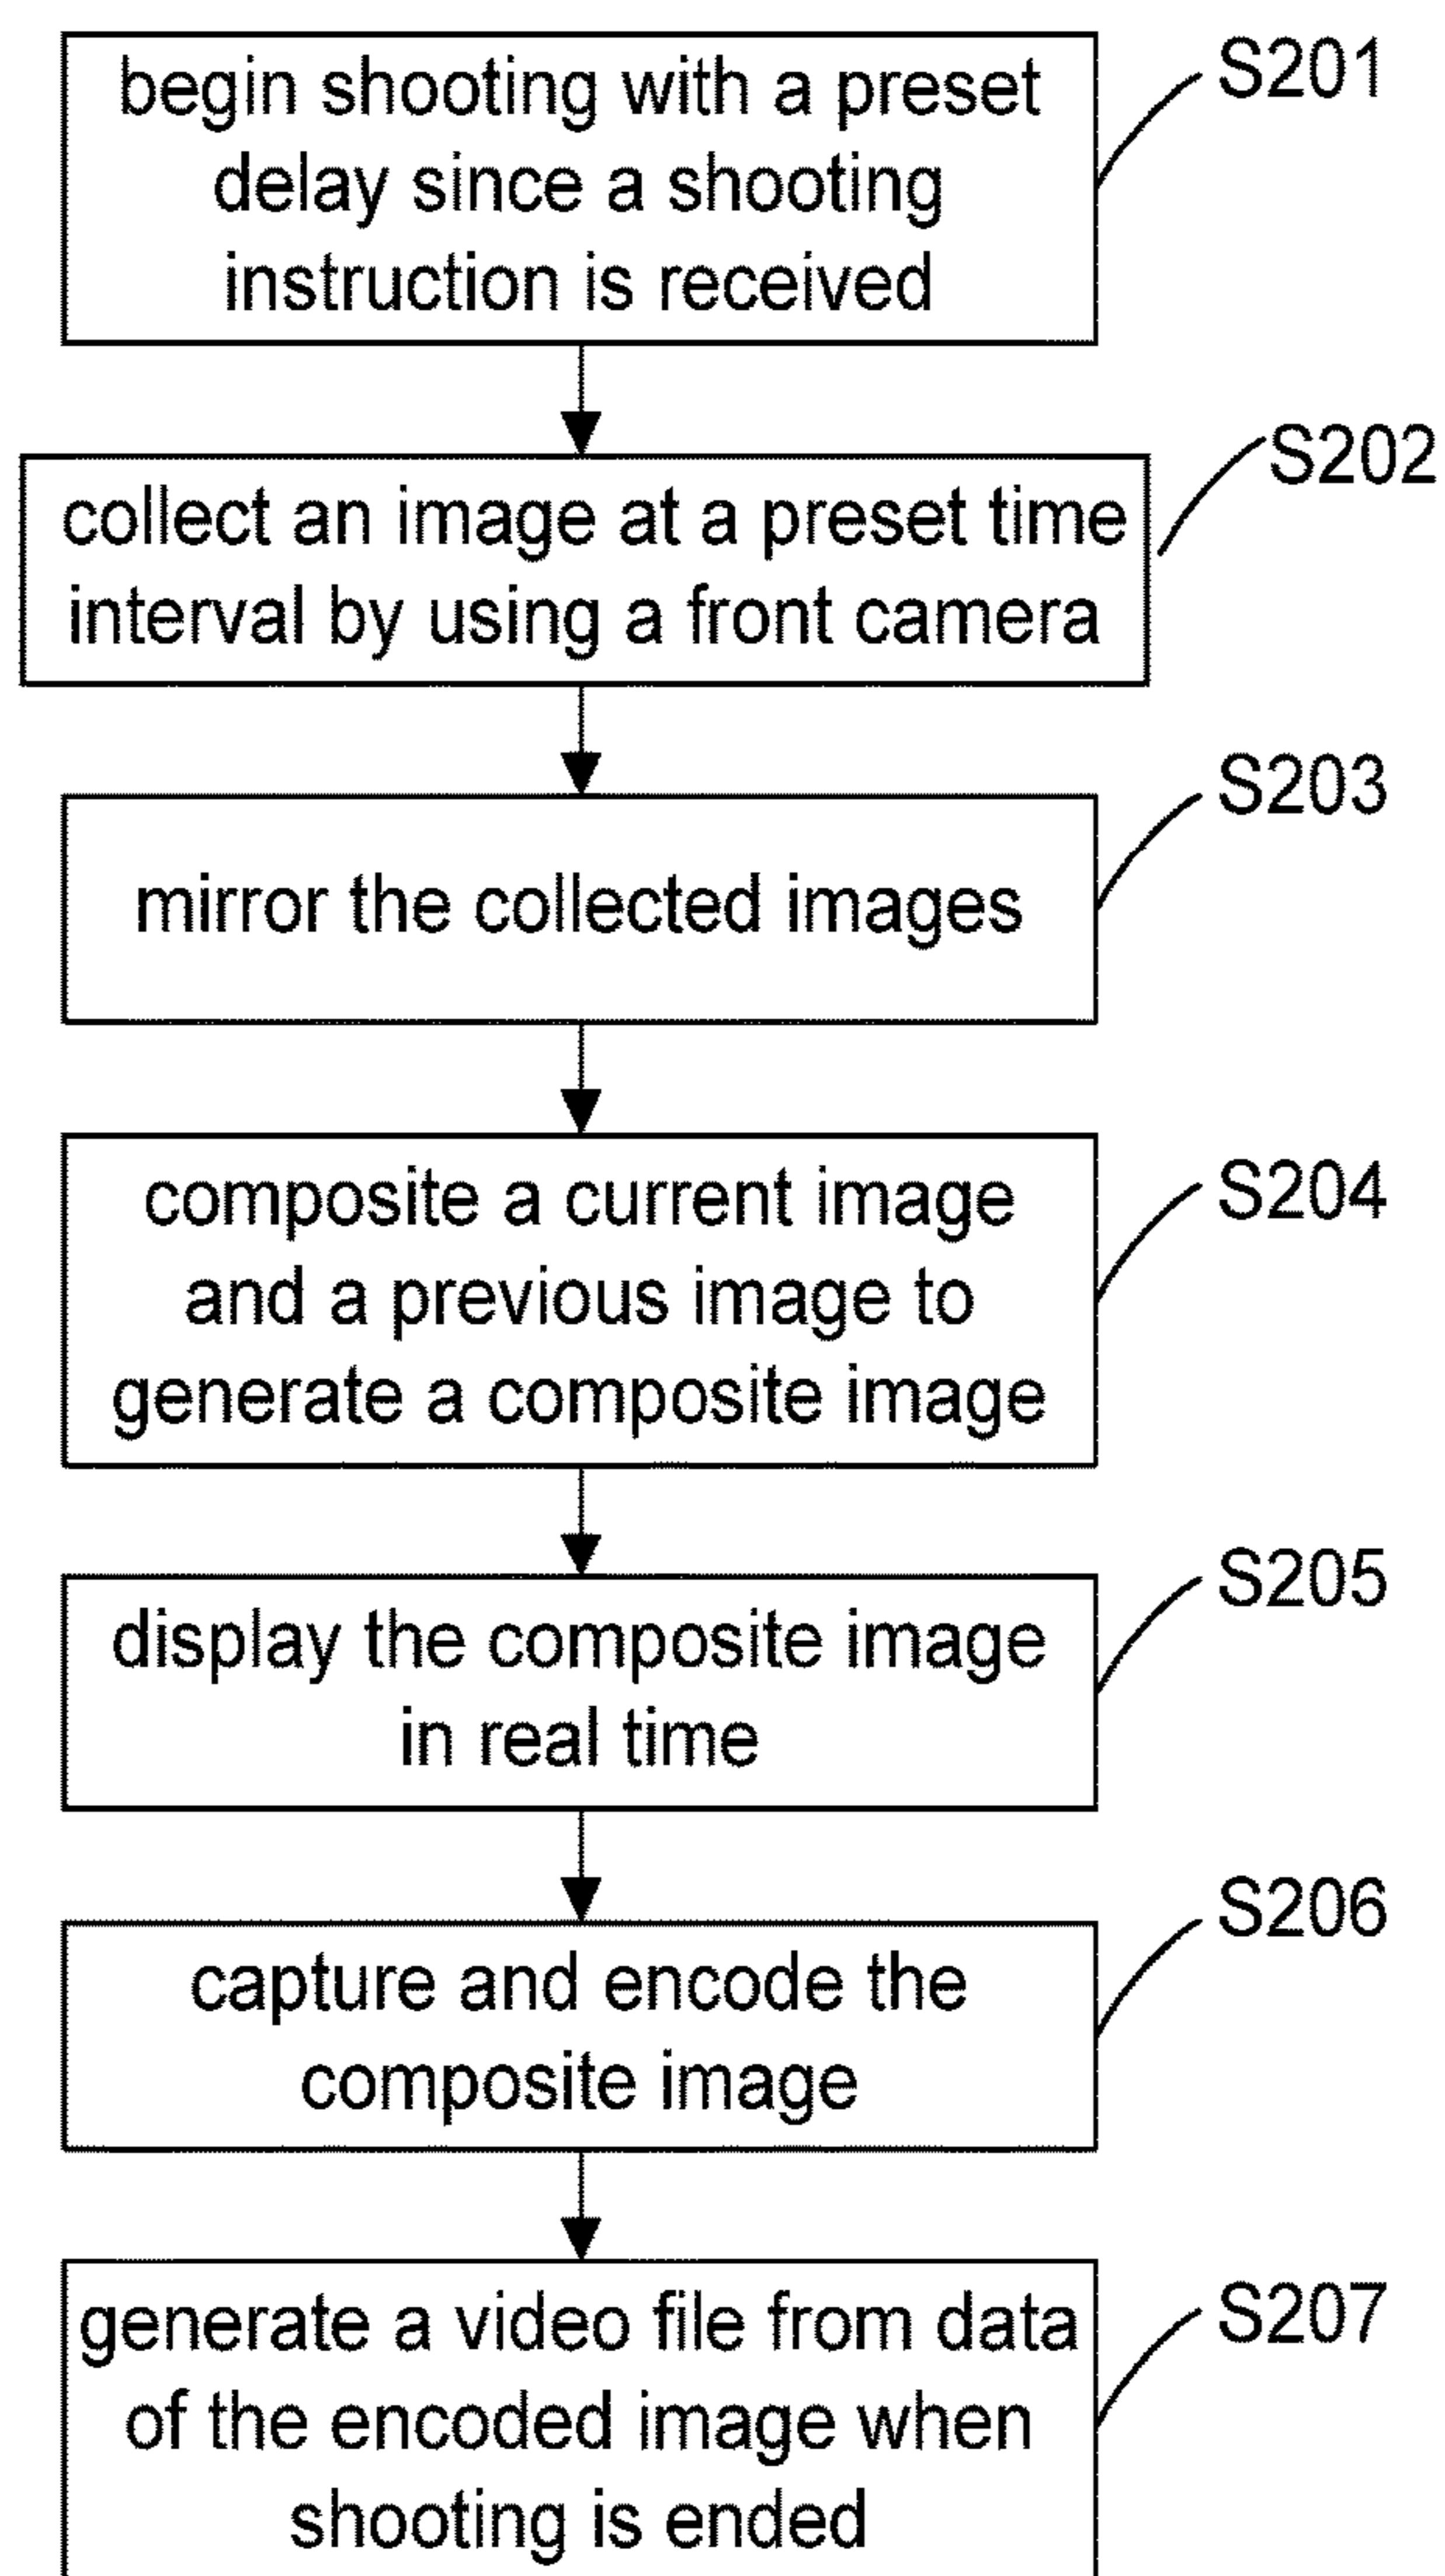 begin shooting with a preset
delay since a shooting
instruction is received
S201
collect an image at a preset time
interval by using a front camera
S202
mirror the collected images
S203
composite a current image
and a previous image to
generate a composite image
S204
display the composite image
in real time
S205
capture and encode the
composite image
S206
generate a video file from data
of the encoded image when
shooting is ended
S207